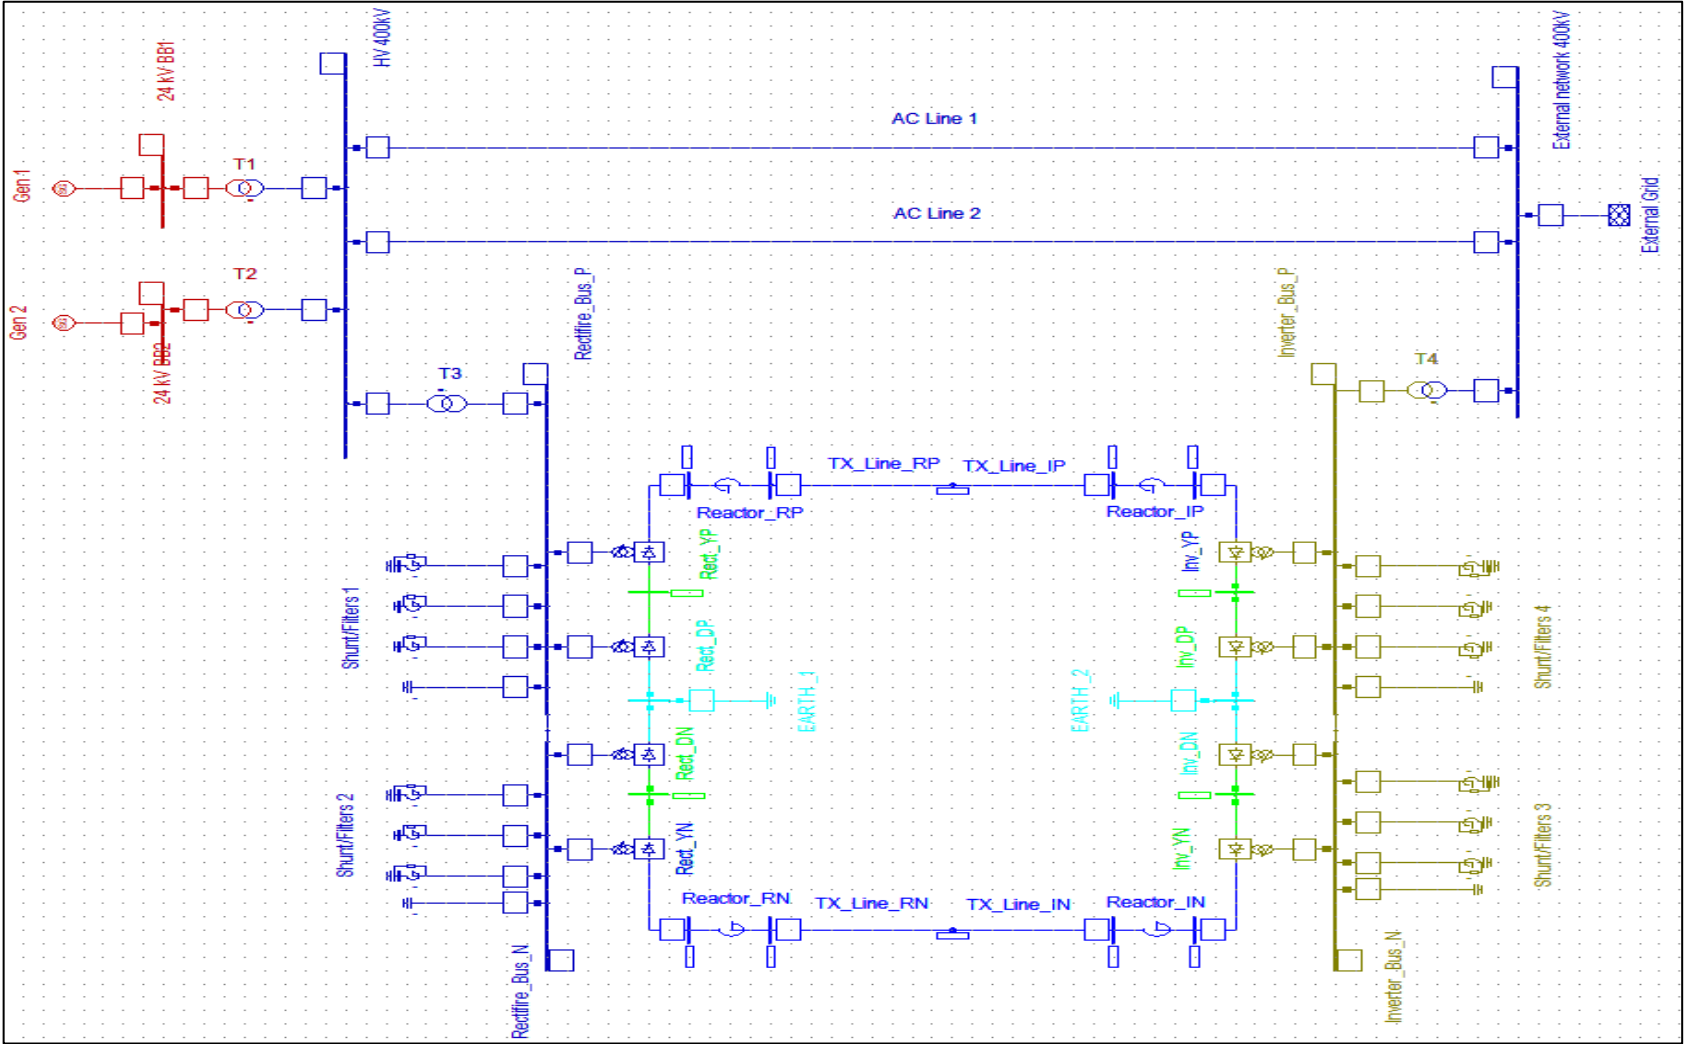 24 kV BB1
HV 400kV
External network 400kV
AC Line 1
Gen 1
T1
AC Line 2
External Grid
T2
Gen 2
24 kV BB2
Rectifire_Bus_P
Inverter_Bus_P
T3
T4
TX_Line_RP
TX_Line_IP
Reactor_RP
Reactor_IP
Rect_YP
Inv_YP
Shunt/Filters 1
Rect_DP
Inv_DP
Shunt/Filters 4
EARTH_1
EARTH_2
Rect_DN
Inv_DN
Shunt/Filters 2
Rect_YN
Inv_YN
Shunt/Filters 3
Reactor_RN
TX_Line_RN
TX_Line_IN
Reactor_IN
Rectifire_Bus_N
Inverter_Bus_N